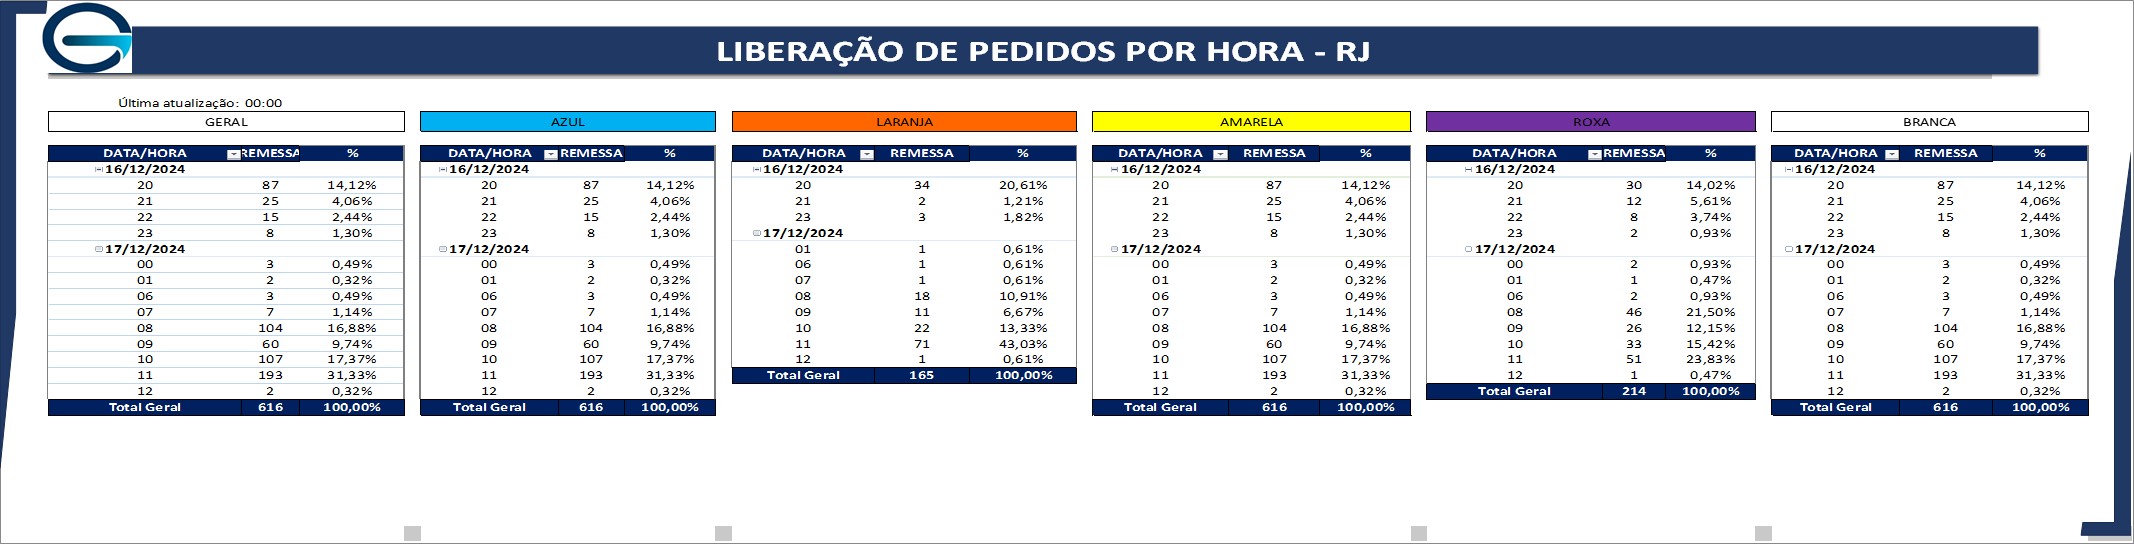 LIBERAÇÃO DE PEDIDOS POR HORA - RJ
Última atualização: 00:00
GERAL
DATA/HORA REMESSA %
16/12/2024
20 87 14,12%
21 25 4,06%
22 15 2,44%
23 8 1,30%
17/12/2024
00 3 0,49%
01 2 0,32%
06 3 0,49%
07 7 1,14%
08 104 16,88%
09 60 9,74%
10 107 17,37%
11 193 31,33%
12 2 0,32%
Total Geral 616 100,00%
AZUL
DATA/HORA REMESSA %
16/12/2024
20 87 14,12%
21 25 4,06%
22 15 2,44%
23 8 1,30%
17/12/2024
00 3 0,49%
01 2 0,32%
06 3 0,49%
07 7 1,14%
08 104 16,88%
09 60 9,74%
10 107 17,37%
11 193 31,33%
12 2 0,32%
Total Geral 616 100,00%
LARANJA
DATA/HORA REMESSA %
16/12/2024
20 34 20,61%
21 2 1,21%
23 3 1,82%
17/12/2024
01 1 0,61%
06 1 0,61%
07 1 0,61%
08 18 10,91%
09 11 6,67%
10 22 13,33%
11 71 43,03%
12 1 0,61%
Total Geral 165 100,00%
AMARELA
DATA/HORA REMESSA %
16/12/2024
20 87 14,12%
21 25 4,06%
22 15 2,44%
23 8 1,30%
17/12/2024
00 3 0,49%
01 2 0,32%
06 3 0,49%
07 7 1,14%
08 104 16,88%
09 60 9,74%
10 107 17,37%
11 193 31,33%
12 2 0,32%
Total Geral 616 100,00%
ROXA
DATA/HORA REMESSA %
16/12/2024
20 30 14,02%
21 12 5,61%
22 8 3,74%
23 2 0,93%
17/12/2024
00 2 0,93%
01 1 0,47%
06 2 0,93%
08 46 21,50%
09 26 12,15%
10 33 15,42%
11 51 23,83%
12 1 0,47%
Total Geral 214 100,00%
BRANCA
DATA/HORA REMESSA %
16/12/2024
20 87 14,12%
21 25 4,06%
22 15 2,44%
23 8 1,30%
17/12/2024
00 3 0,49%
01 2 0,32%
06 3 0,49%
07 7 1,14%
08 104 16,88%
09 60 9,74%
10 107 17,37%
11 193 31,33%
12 2 0,32%
Total Geral 616 100,00%